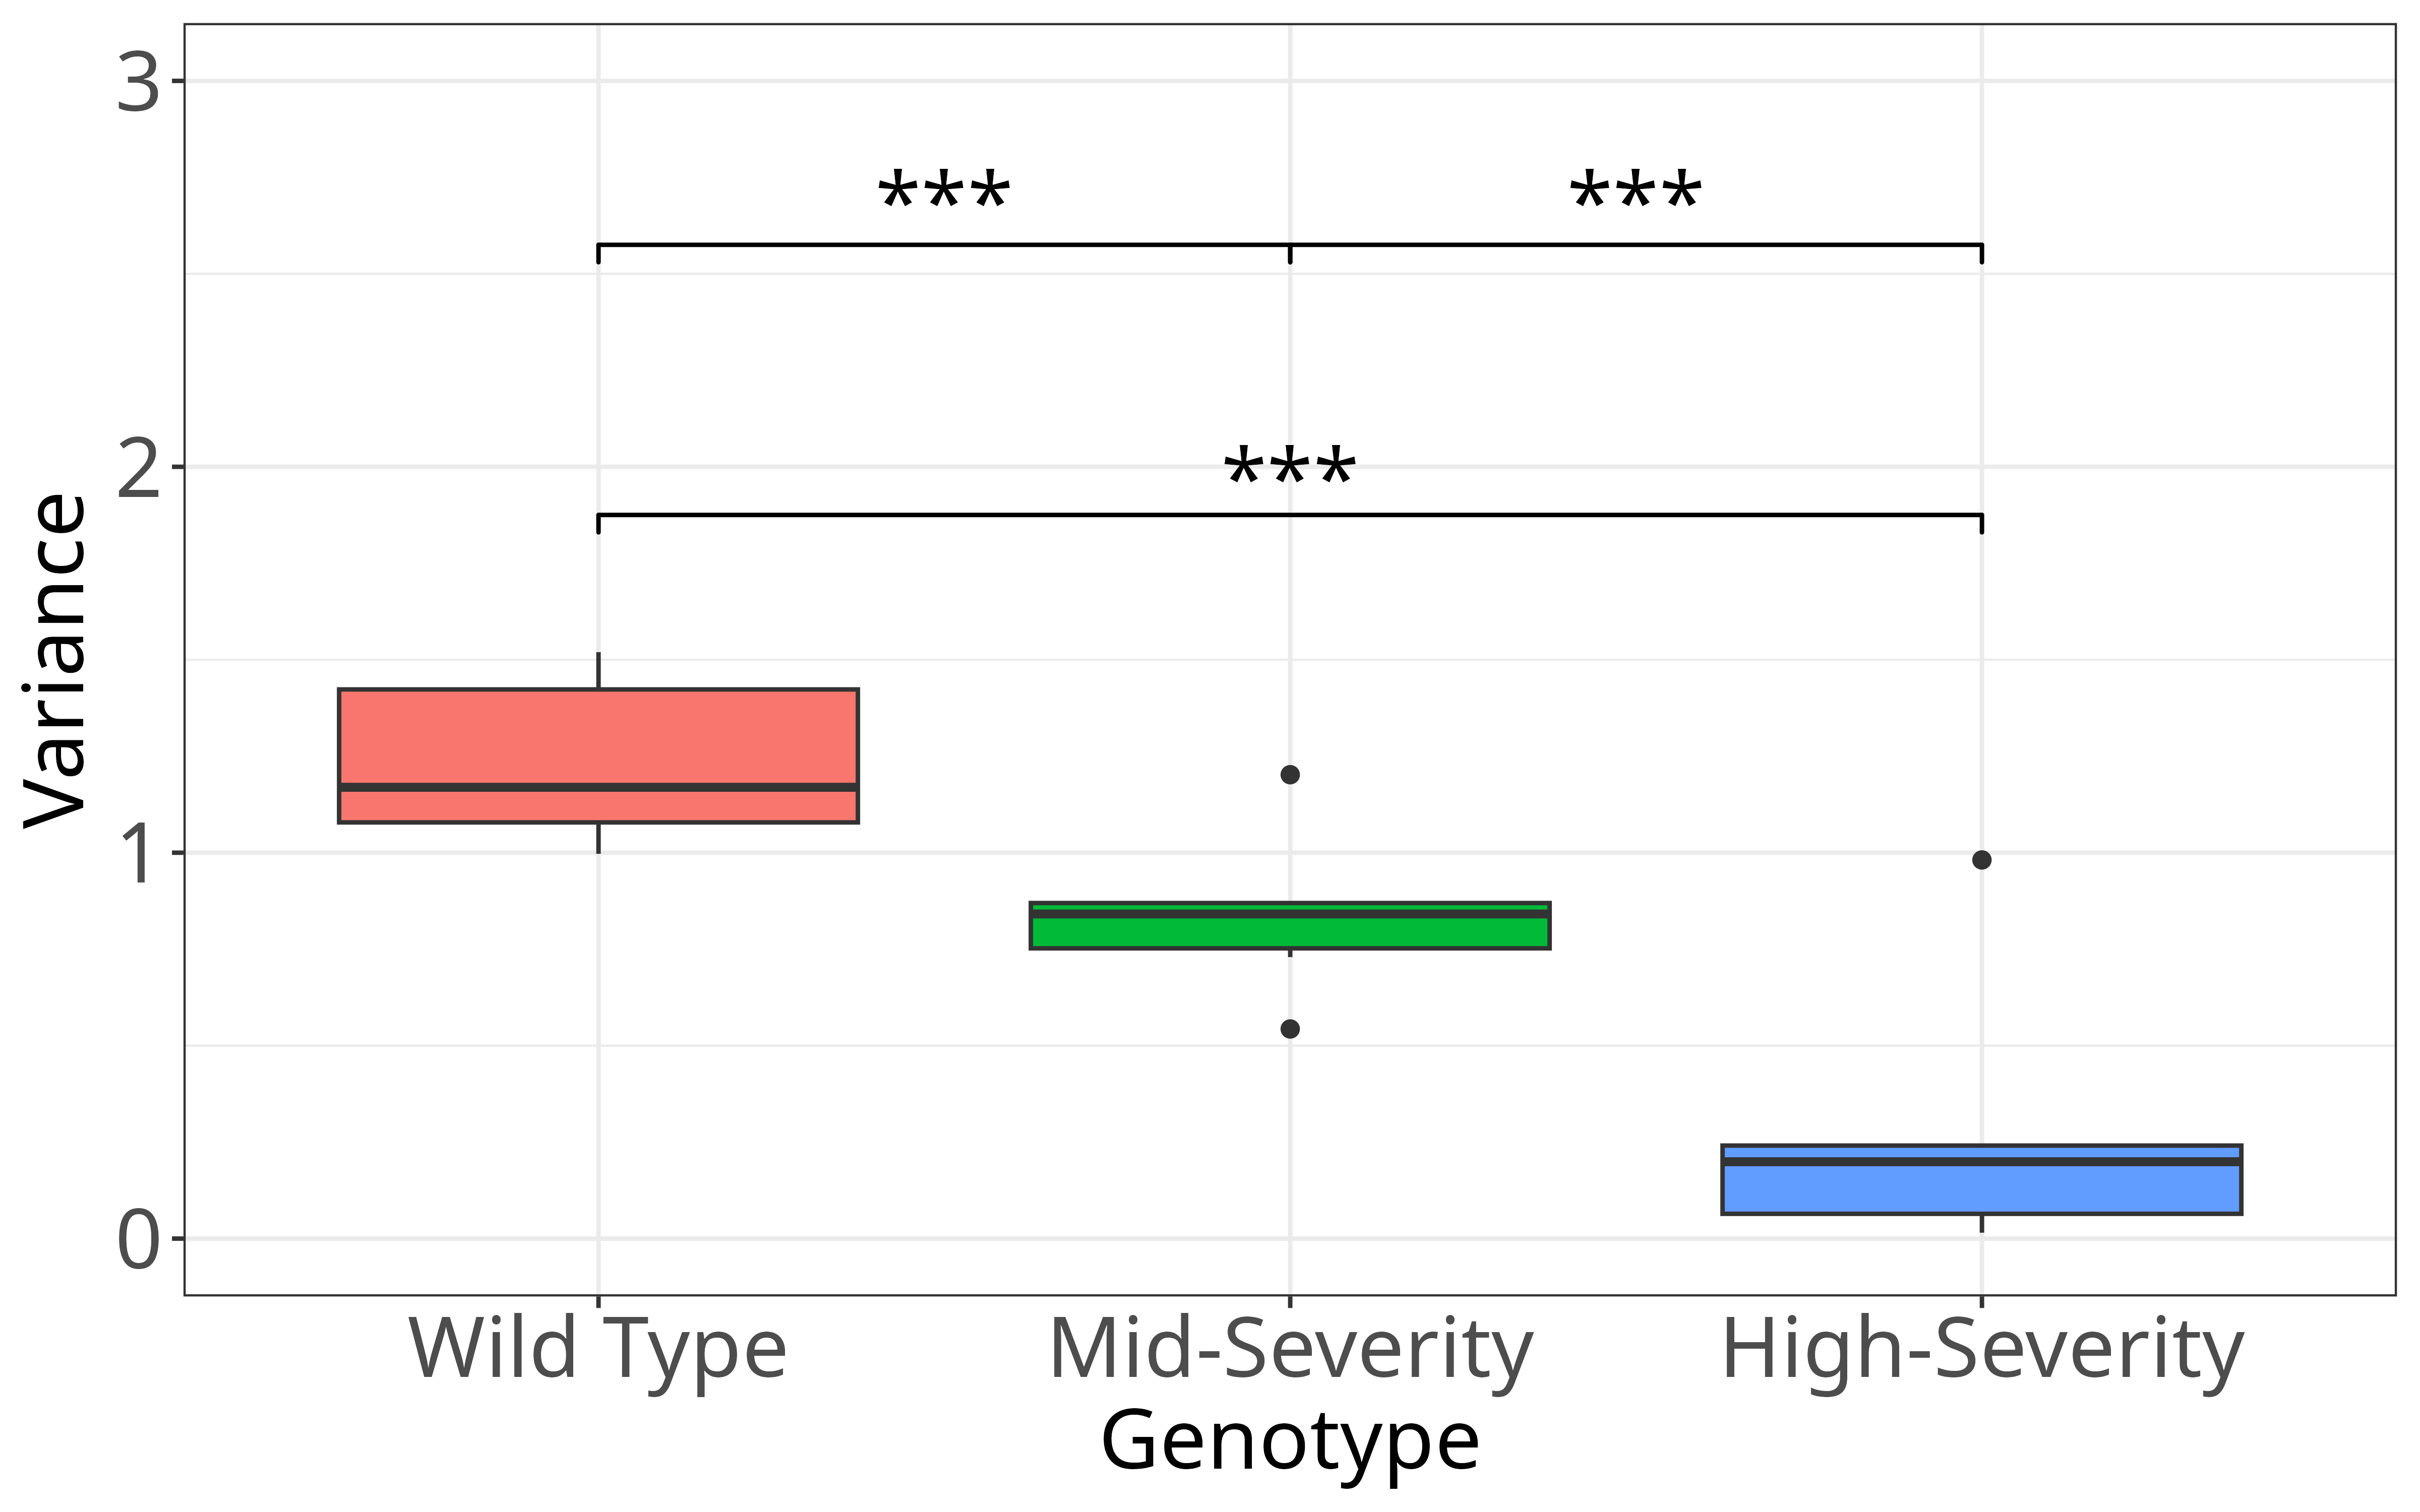 3
***
***
2
***
Variance
1
0
Wild Type
Mid-Severity
High-Severity
Genotype